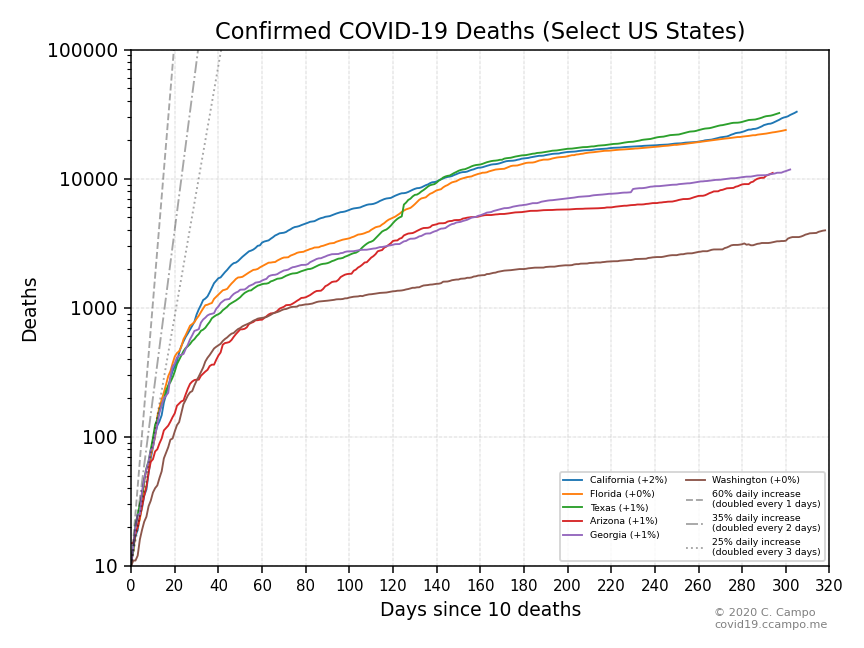 Confirmed COVID-19 Deaths (Select US States)
100000
10000
1000
100
10
Deaths
0 20 40 60 80 100 120 140 160 180 200 220 240 260 280 300 320
Days since 10 deaths
California (+2%)
Florida (+0%)
Texas (+1%)
Arizona (+1%)
Georgia (+1%)
Washington (+0%)
60% daily increase
(doubled every 1 days)
35% daily increase
(doubled every 2 days)
25% daily increase
(doubled every 3 days)
© 2020 C. Campo
covid19.ccampo.me